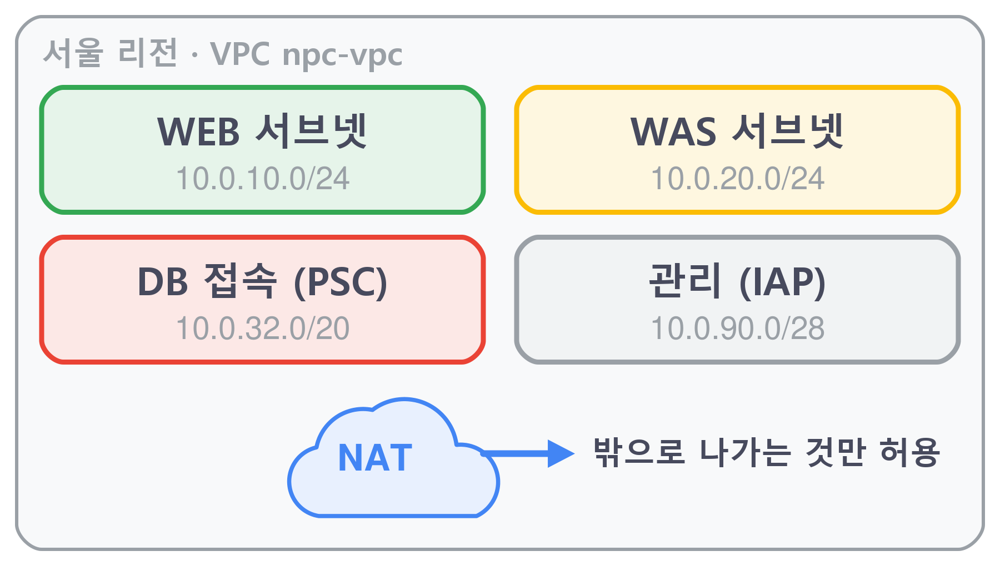 서울 리전 · VPC npc-vpc
WEB 서브넷
10.0.10.0/24
WAS 서브넷
10.0.20.0/24
DB 접속 (PSC)
10.0.32.0/20
관리 (IAP)
10.0.90.0/28
NAT
밖으로 나가는 것만 허용